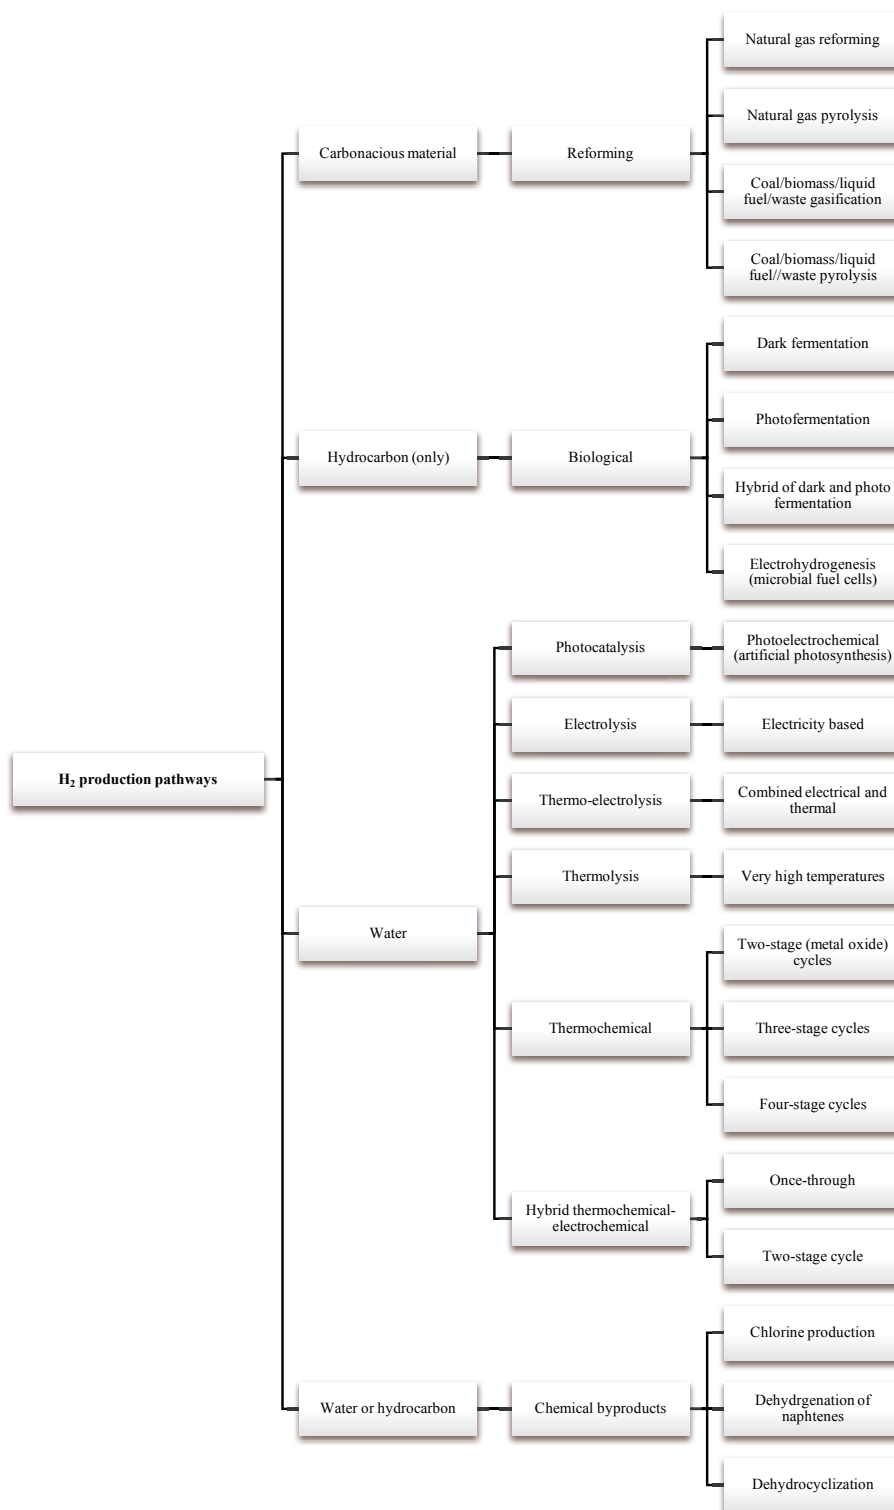 H₂ production pathways
Carbonacious material
Reforming
Natural gas reforming
Natural gas pyrolysis
Coal/biomass/liquid
fuel/waste gasification
Coal/biomass/liquid
fuel//waste pyrolysis
Hydrocarbon (only)
Biological
Dark fermentation
Photofermentation
Hybrid of dark and photo
fermentation
Electrohydrogenesis
(microbial fuel cells)
Water
Photocatalysis
Photoelectrochemical
(artificial photosynthesis)
Electrolysis
Electricity based
Thermo-electrolysis
Combined electrical and
thermal
Thermolysis
Very high temperatures
Thermochemical
Two-stage (metal oxide)
cycles
Three-stage cycles
Four-stage cycles
Hybrid thermochemical-
electrochemical
Once-through
Two-stage cycle
Water or hydrocarbon
Chemical byproducts
Chlorine production
Dehydrgenation of
naphtenes
Dehydrocyclization